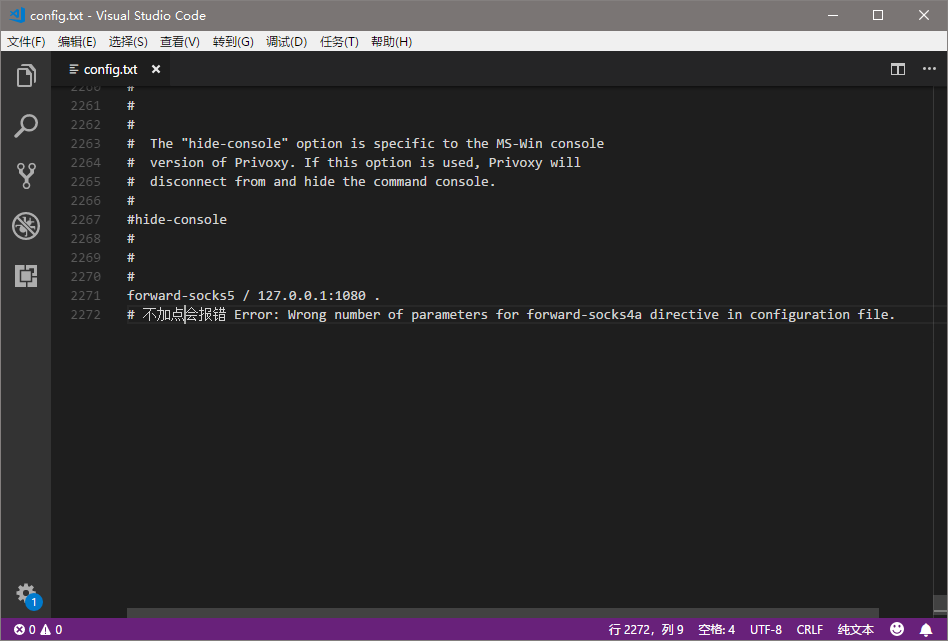 config.txt - Visual Studio Code
文件(F) 编辑(E) 选择(S) 查看(V) 转到(G) 调试(D) 任务(T) 帮助(H)
config.txt
2260 #
2261 #
2262 #
2263 #  The "hide-console" option is specific to the MS-Win console
2264 #  version of Privoxy. If this option is used, Privoxy will
2265 #  disconnect from and hide the command console.
2266 #
2267 #hide-console
2268 #
2269 #
2270 #
2271 forward-socks5 / 127.0.0.1:1080 .
2272 # 不加点会报错 Error: Wrong number of parameters for forward-socks4a directive in configuration file.
1
0 0 行 2272，列 9 空格: 4 UTF-8 CRLF 纯文本